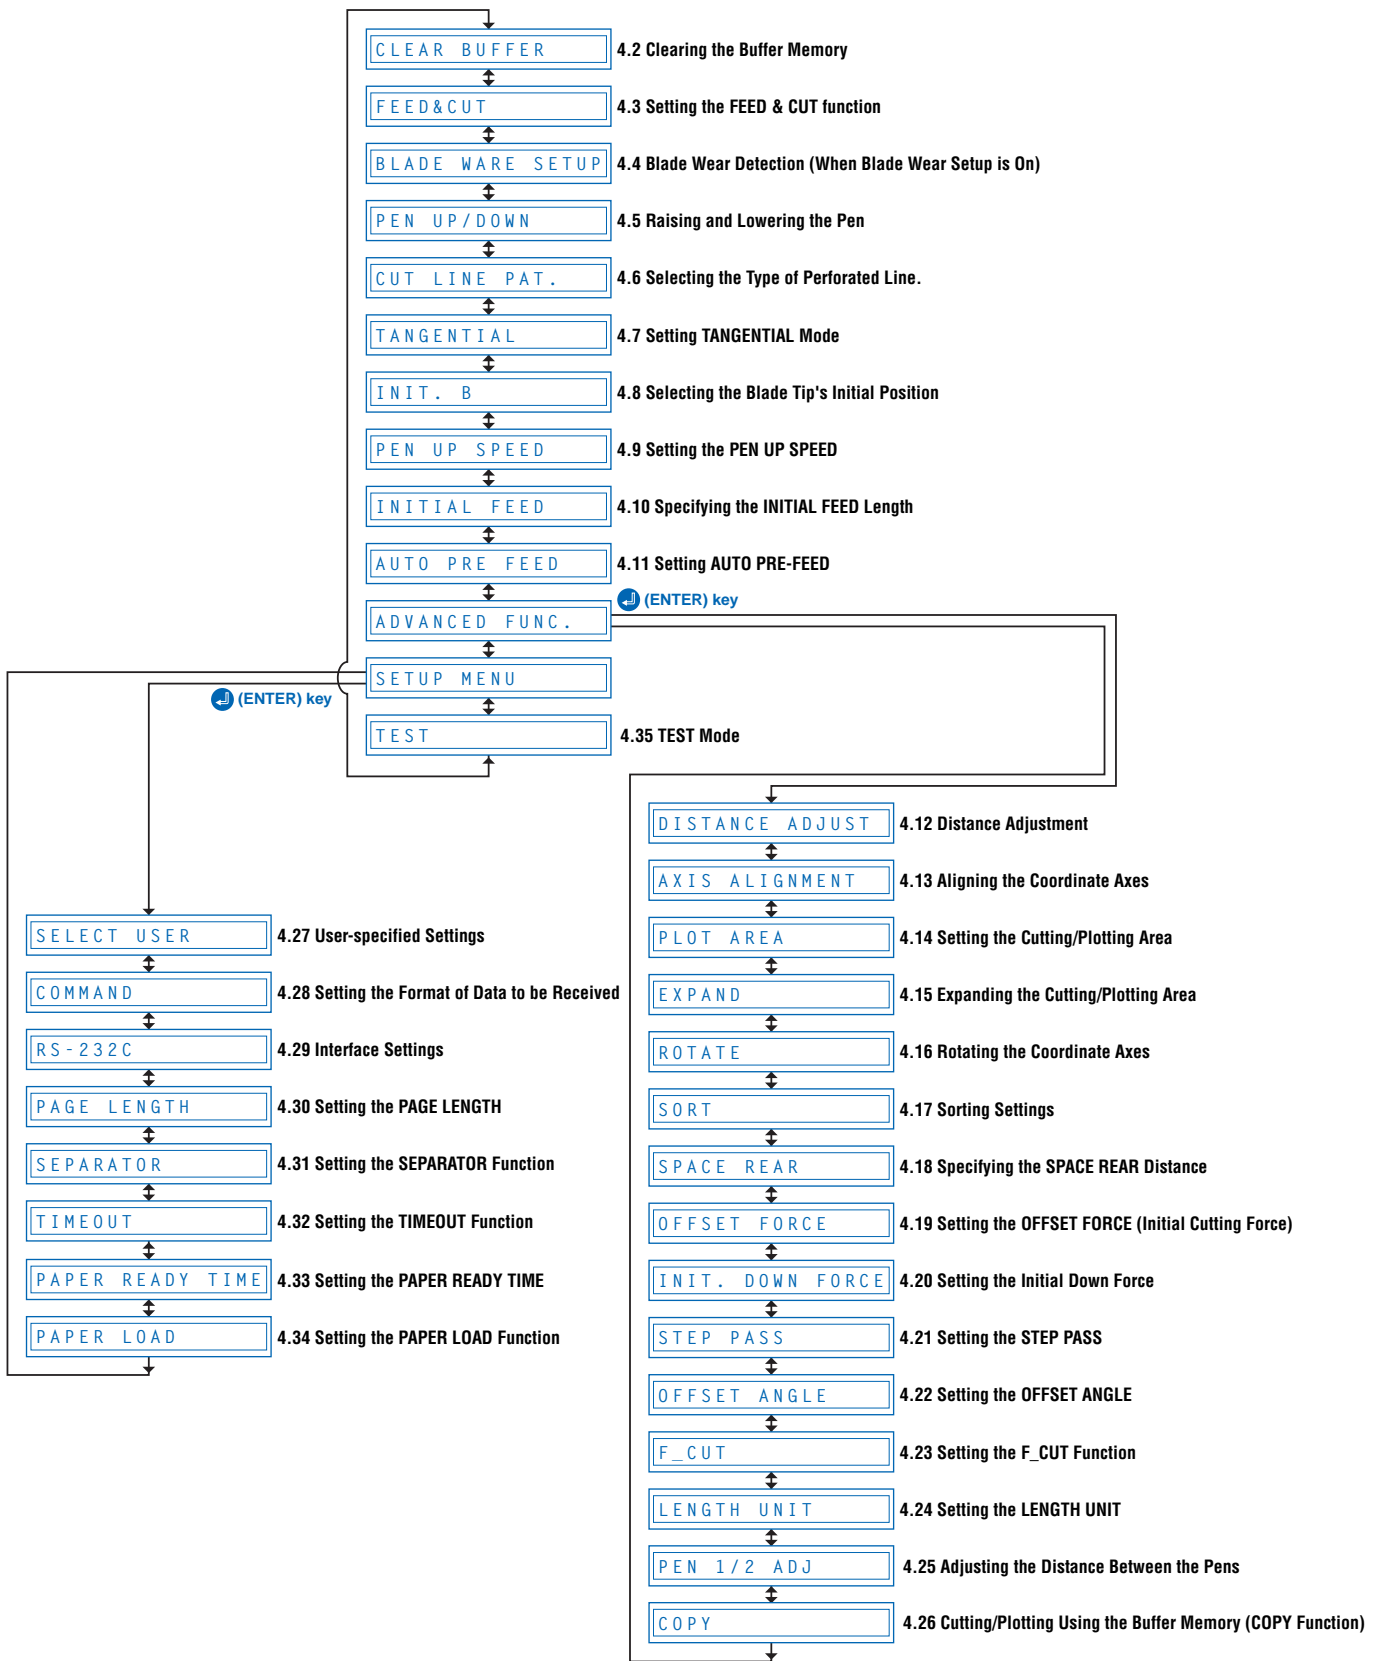 CLEAR BUFFER 4.2 Clearing the Buffer Memory
FEED&CUT 4.3 Setting the FEED & CUT function
BLADE WARE SETUP 4.4 Blade Wear Detection (When Blade Wear Setup is On)
PEN UP/DOWN 4.5 Raising and Lowering the Pen
CUT LINE PAT. 4.6 Selecting the Type of Perforated Line.
TANGENTIAL 4.7 Setting TANGENTIAL Mode
INIT. B 4.8 Selecting the Blade Tip's Initial Position
PEN UP SPEED 4.9 Setting the PEN UP SPEED
INITIAL FEED 4.10 Specifying the INITIAL FEED Length
AUTO PRE FEED 4.11 Setting AUTO PRE-FEED
(ENTER) key
ADVANCED FUNC.
SETUP MENU
(ENTER) key
TEST 4.35 TEST Mode
SELECT USER 4.27 User-specified Settings
COMMAND 4.28 Setting the Format of Data to be Received
RS-232C 4.29 Interface Settings
PAGE LENGTH 4.30 Setting the PAGE LENGTH
SEPARATOR 4.31 Setting the SEPARATOR Function
TIMEOUT 4.32 Setting the TIMEOUT Function
PAPER READY TIME 4.33 Setting the PAPER READY TIME
PAPER LOAD 4.34 Setting the PAPER LOAD Function
DISTANCE ADJUST 4.12 Distance Adjustment
AXIS ALIGNMENT 4.13 Aligning the Coordinate Axes
PLOT AREA 4.14 Setting the Cutting/Plotting Area
EXPAND 4.15 Expanding the Cutting/Plotting Area
ROTATE 4.16 Rotating the Coordinate Axes
SORT 4.17 Sorting Settings
SPACE REAR 4.18 Specifying the SPACE REAR Distance
OFFSET FORCE 4.19 Setting the OFFSET FORCE (Initial Cutting Force)
INIT. DOWN FORCE 4.20 Setting the Initial Down Force
STEP PASS 4.21 Setting the STEP PASS
OFFSET ANGLE 4.22 Setting the OFFSET ANGLE
F_CUT 4.23 Setting the F_CUT Function
LENGTH UNIT 4.24 Setting the LENGTH UNIT
PEN 1/2 ADJ 4.25 Adjusting the Distance Between the Pens
COPY 4.26 Cutting/Plotting Using the Buffer Memory (COPY Function)